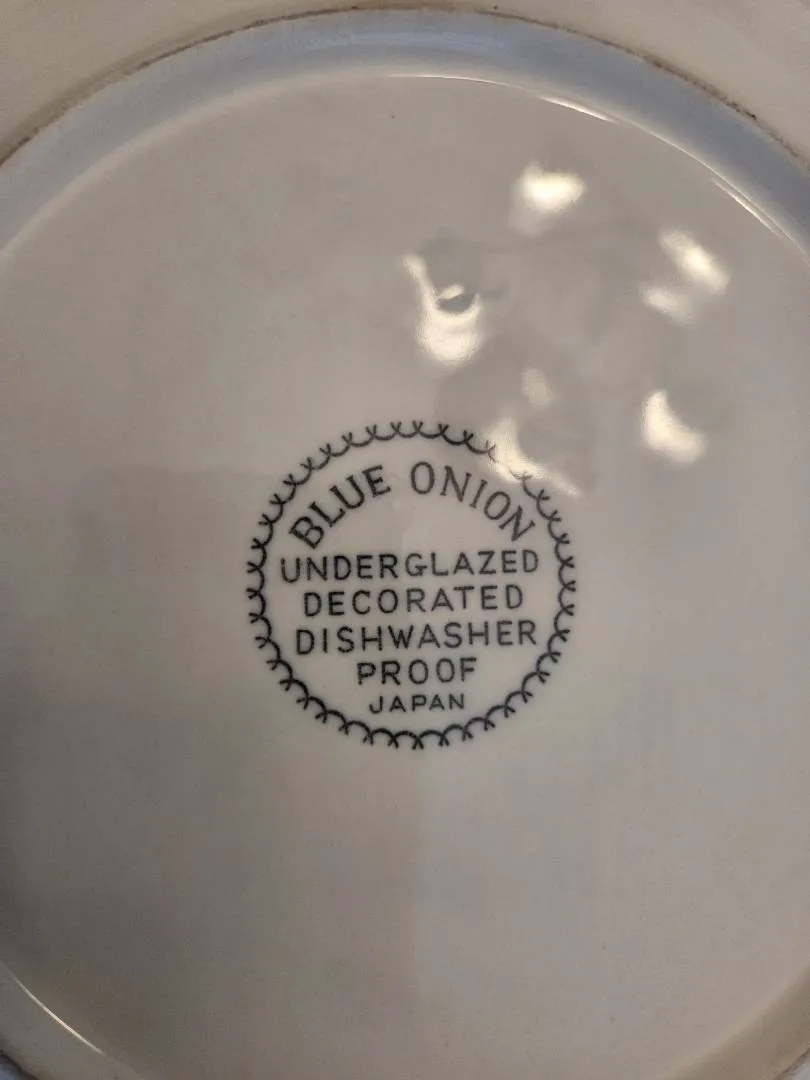 BLUE ONION
UNDERGLAZED
DECORATED
DISHWASHER
PROOF
JAPAN